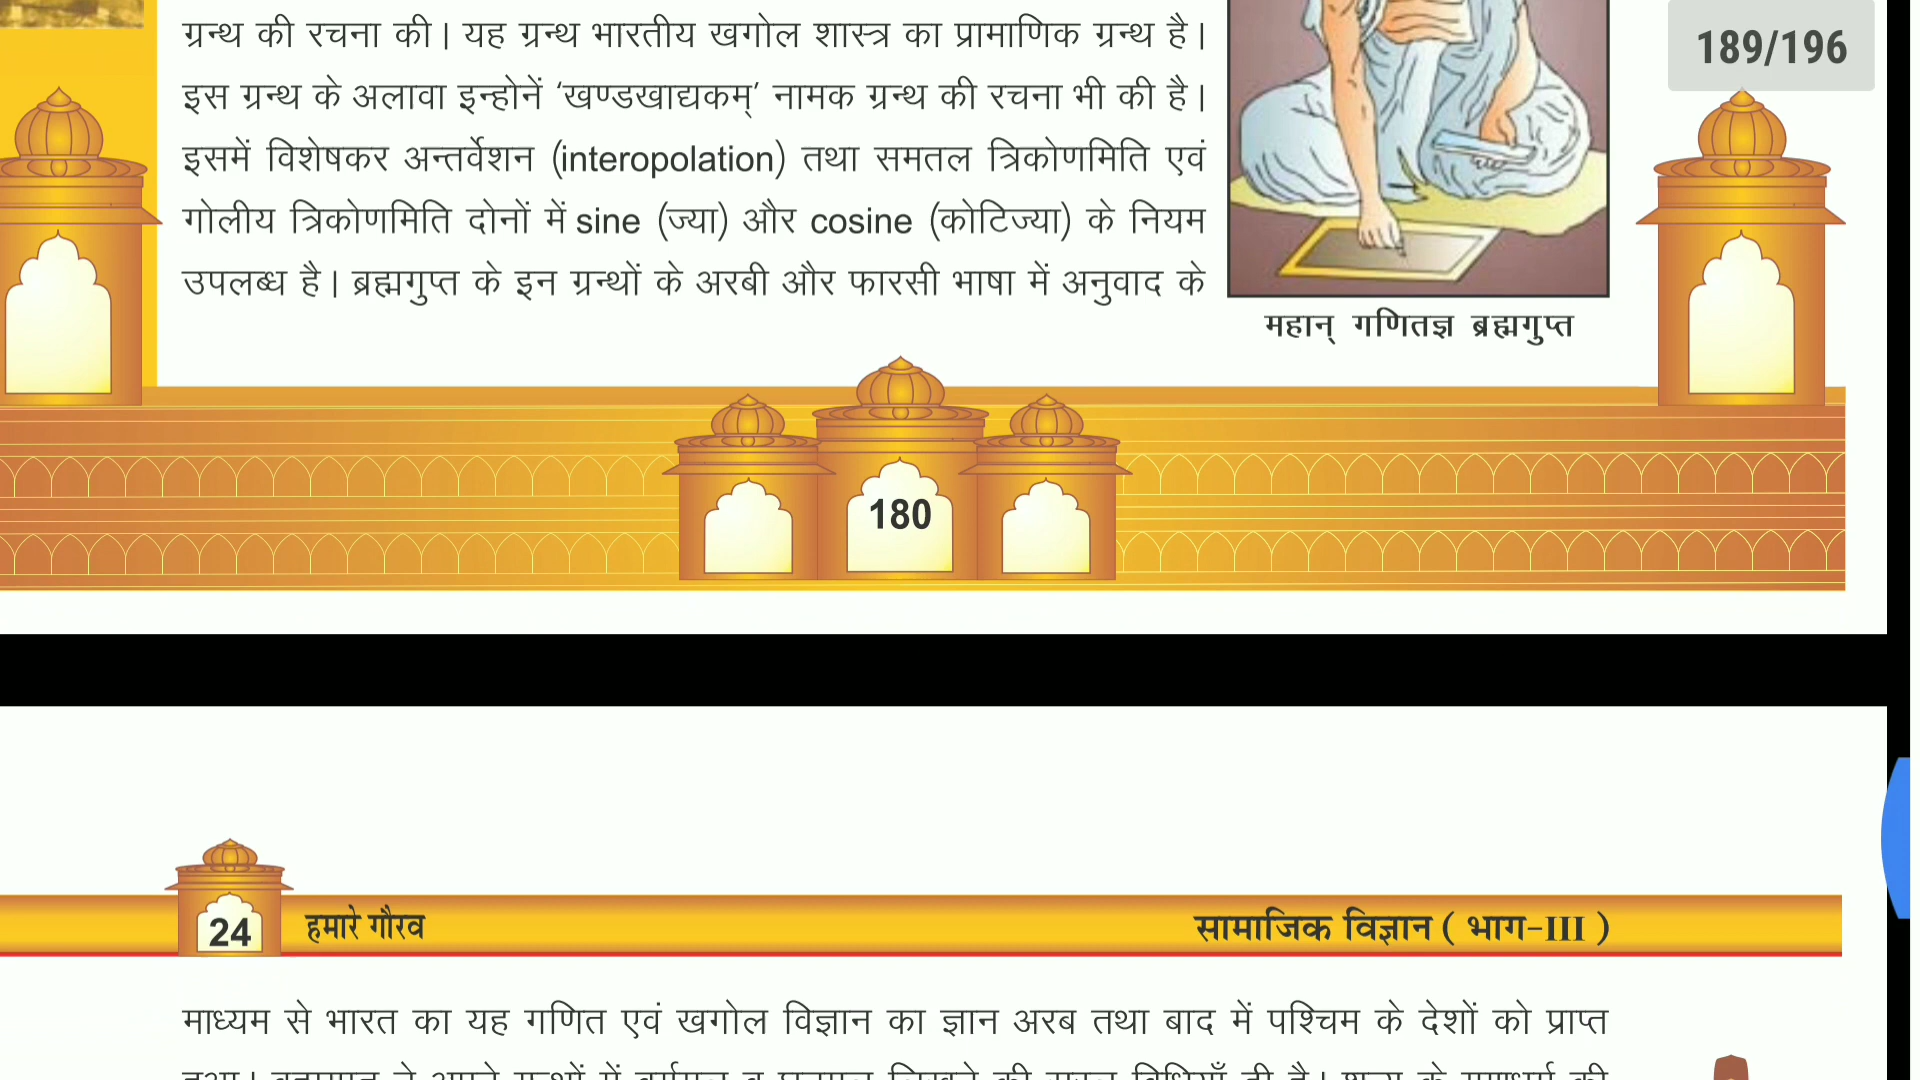 ग्रन्थ की रचना की। यह ग्रन्थ भारतीय खगोल शास्त्र का प्रामाणिक ग्रन्थ है।
189/196
इस ग्रन्थ के अलावा इन्होनें ‘खण्डखाद्यकम्’ नामक ग्रन्थ की रचना भी की है।
इसमें विशेषकर अन्तर्वेशन (interopolation) तथा समतल त्रिकोणमिति एवं
गोलीय त्रिकोणमिति दोनों में sine (ज्या) और cosine (कोटिज्या) के नियम
उपलब्ध है। ब्रह्मगुप्त के इन ग्रन्थों के अरबी और फारसी भाषा में अनुवाद के
महान् गणितज्ञ ब्रह्मगुप्त
180
24 हमारे गौरव
सामाजिक विज्ञान ( भाग-III )
माध्यम से भारत का यह गणित एवं खगोल विज्ञान का ज्ञान अरब तथा बाद में पश्चिम के देशों को प्राप्त